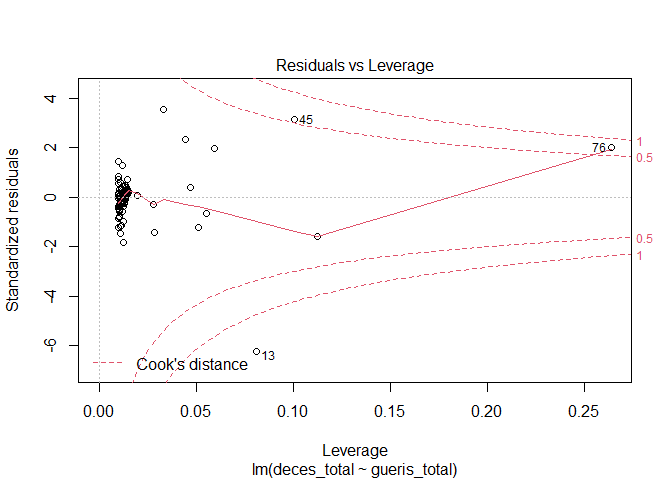 Residuals vs Leverage
Standardized residuals
4
2
0
-2
-4
-6
45
76
13
1
0.5
0.5
1
Cook's distance
0.00 0.05 0.10 0.15 0.20 0.25
Leverage
lm(deces_total ~ gueris_total)